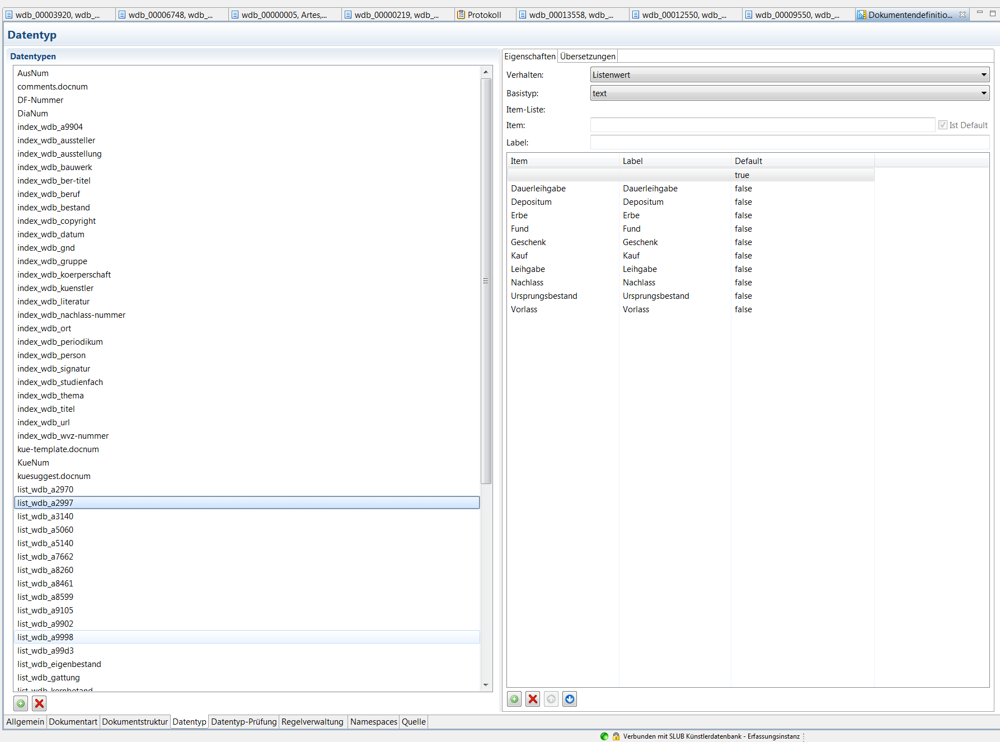 wdb_00003920, wdb_... wdb_00006748, wdb_... wdb_00000005, Artes,... wdb_00000219, wdb_... Protokoll wdb_00013558, wdb_... wdb_00012550, wdb_... wdb_00009550, wdb_... Dokumentendefinitio...
Datentyp
Datentypen
AusNum
comments.docnum
DF-Nummer
DiaNum
index_wdb_a9904
index_wdb_aussteller
index_wdb_ausstellung
index_wdb_bauwerk
index_wdb_ber-titel
index_wdb_beruf
index_wdb_bestand
index_wdb_copyright
index_wdb_datum
index_wdb_gnd
index_wdb_gruppe
index_wdb_koerperschaft
index_wdb_kuenstler
index_wdb_literatur
index_wdb_nachlass-nummer
index_wdb_ort
index_wdb_periodikum
index_wdb_person
index_wdb_signatur
index_wdb_studienfach
index_wdb_thema
index_wdb_titel
index_wdb_url
index_wdb_wvz-nummer
kue-template.docnum
KueNum
kuesuggest.docnum
list_wdb_a2970
list_wdb_a2997
list_wdb_a3140
list_wdb_a5060
list_wdb_a5140
list_wdb_a7662
list_wdb_a8260
list_wdb_a8461
list_wdb_a8599
list_wdb_a9105
list_wdb_a9902
list_wdb_a9998
list_wdb_a99d3
list_wdb_eigenbestand
list_wdb_gattung
list_wdb_kernbetand
Eigenschaften Übersetzungen
Verhalten: Listenwert
Basistyp: text
Item-Liste:
Item: Ist Default
Label:
Item Label Default
true
Dauerleihgabe Dauerleihgabe false
Depositum Depositum false
Erbe Erbe false
Fund Fund false
Geschenk Geschenk false
Kauf Kauf false
Leihgabe Leihgabe false
Nachlass Nachlass false
Ursprungsbestand Ursprungsbestand false
Vorlass Vorlass false
Allgemein Dokumentart Dokumentstruktur Datentyp Datentyp-Prüfung Regelverwaltung Namespaces Quelle
Verbunden mit SLUB Künstlerdatenbank - Erfassungsinstanz